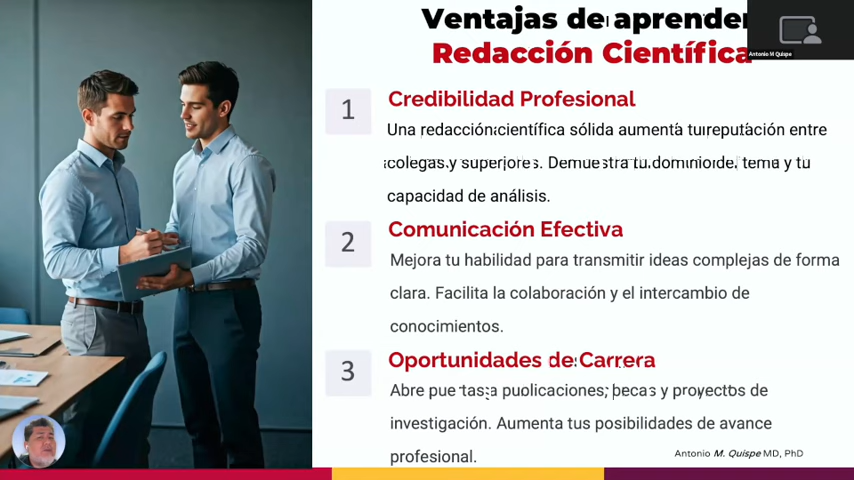 Ventajas de aprender
Redacción Científica
Antonio M Quispe
1
Credibilidad Profesional
Una redacción científica sólida aumenta tu reputación entre
colegas y superiores. Demuestra tu dominio de tema y tu
capacidad de análisis.
2
Comunicación Efectiva
Mejora tu habilidad para transmitir ideas complejas de forma
clara. Facilita la colaboración y el intercambio de
conocimientos.
3
Oportunidades de Carrera
Abre puertas a publicaciones, becas y proyectos de
investigación. Aumenta tus posibilidades de avance
profesional.
Antonio M. Quispe MD, PhD